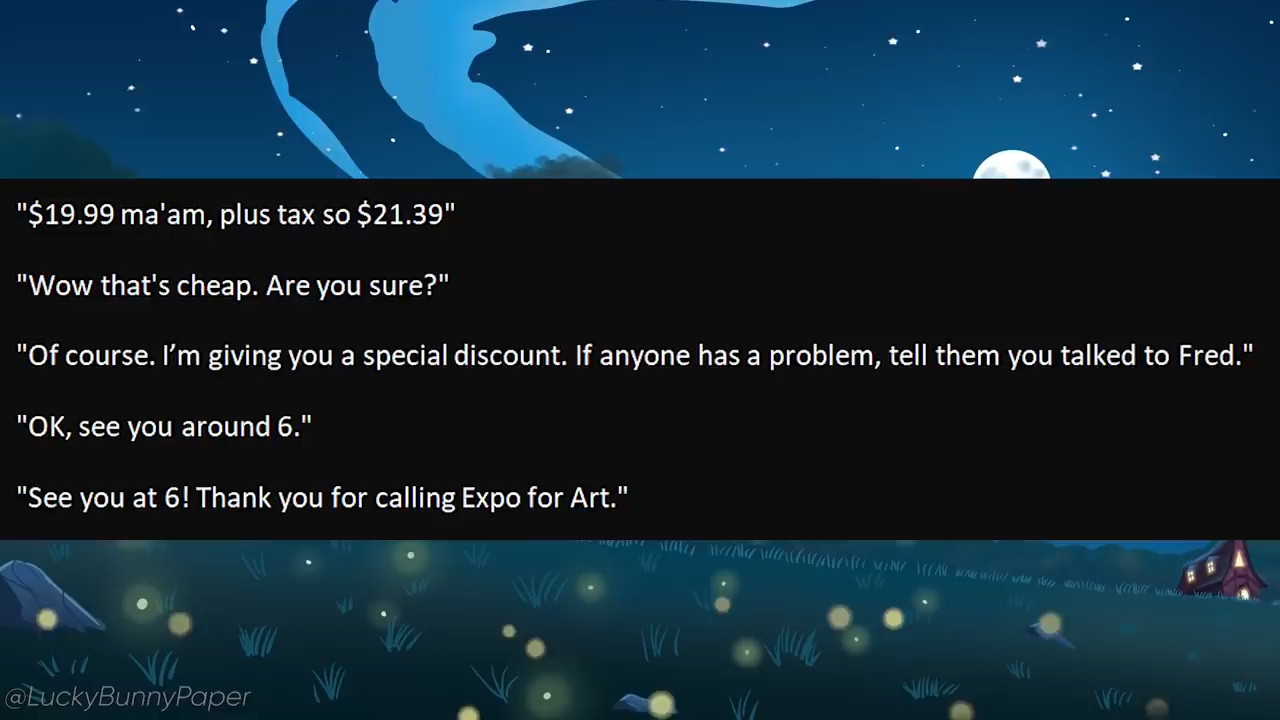 "$19.99 ma'am, plus tax so $21.39"
"Wow that's cheap. Are you sure?"
"Of course. I’m giving you a special discount. If anyone has a problem, tell them you talked to Fred."
"OK, see you around 6."
"See you at 6! Thank you for calling Expo for Art."
@LuckyBunnyPaper